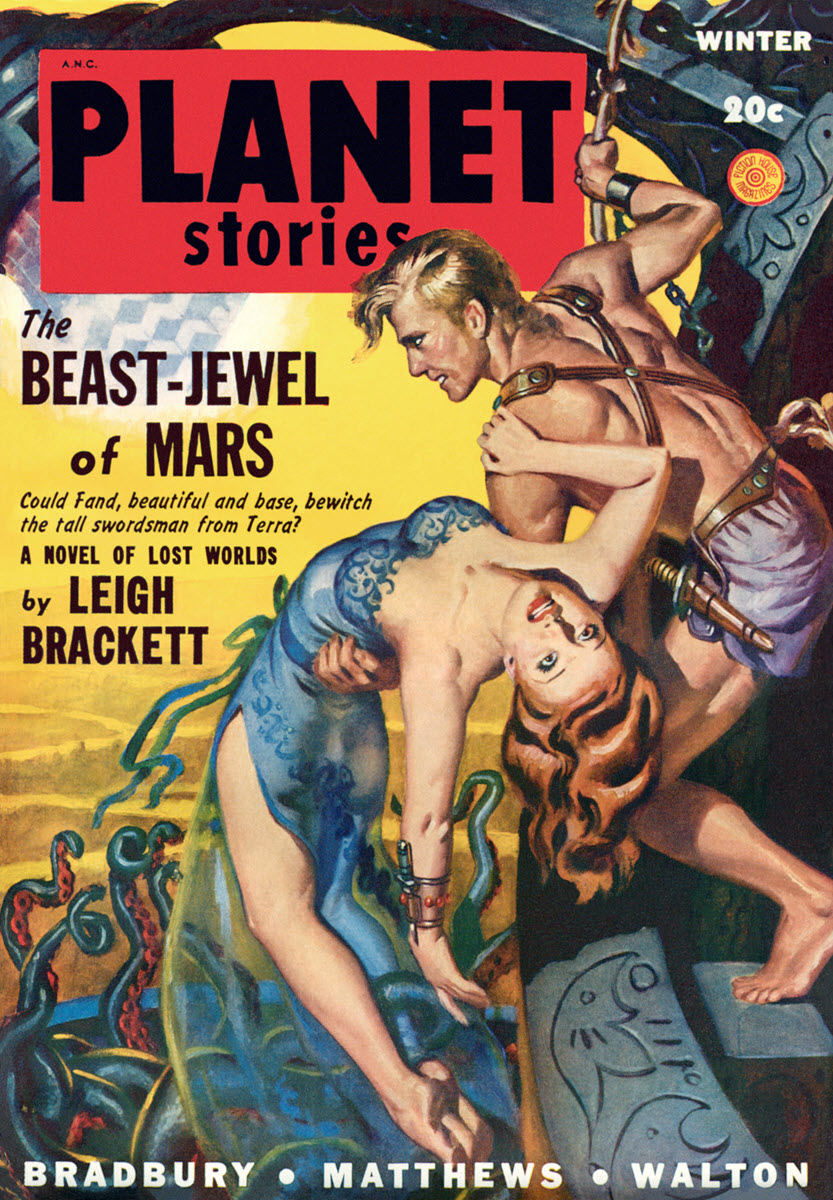 WINTER
A.N.C.
PLANET
stories
20c
FICTION HOUSE
MAGAZINES
The
BEAST-JEWEL
of MARS
Could Fand, beautiful and base, bewitch
the tall swordsman from Terra?
A NOVEL OF LOST WORLDS
by LEIGH
BRACKETT
BRADBURY • MATTHEWS • WALTON